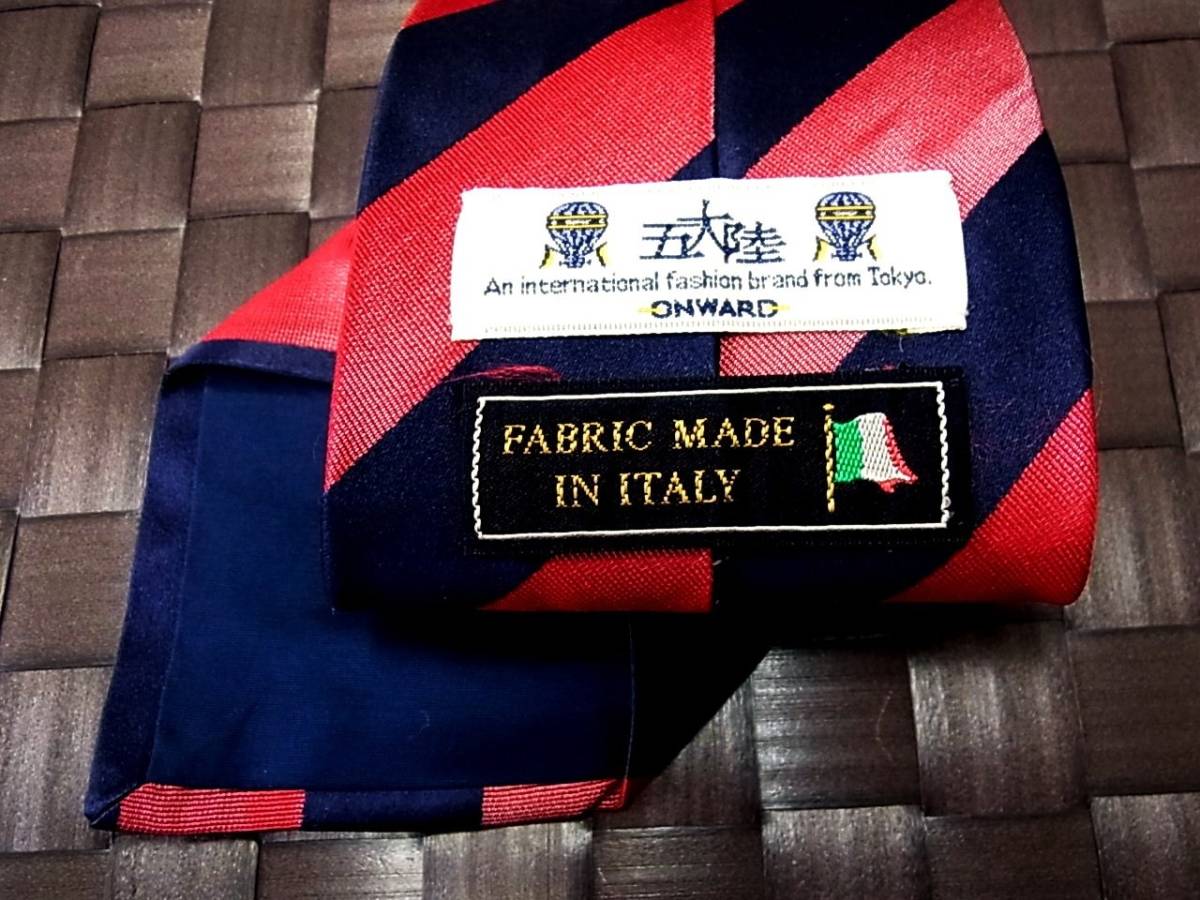 五大陸
An international fashion brand from Tokyo.
ONWARD
FABRIC MADE
IN ITALY